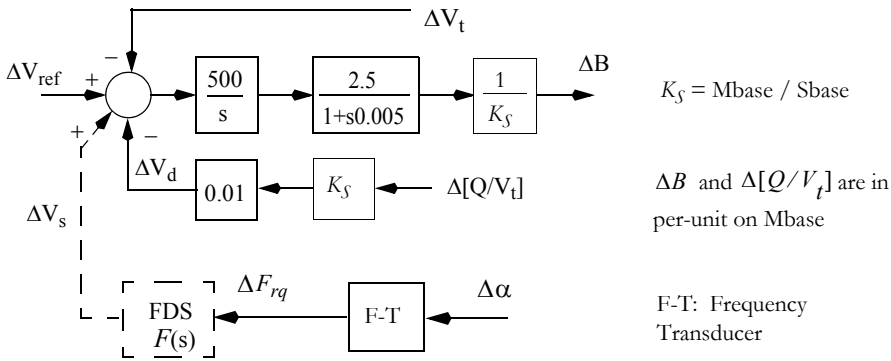 ΔV_t
ΔV_ref
−
+
500
s
2.5
1+s0.005
1
K_S
ΔB
K_S = Mbase / Sbase
+
−
ΔV_d
0.01
K_S
Δ[Q/V_t]
ΔB and Δ[Q/V_t] are in
per-unit on Mbase
ΔV_s
FDS
F(s)
ΔF_rq
F-T
Δα
F-T: Frequency
Transducer